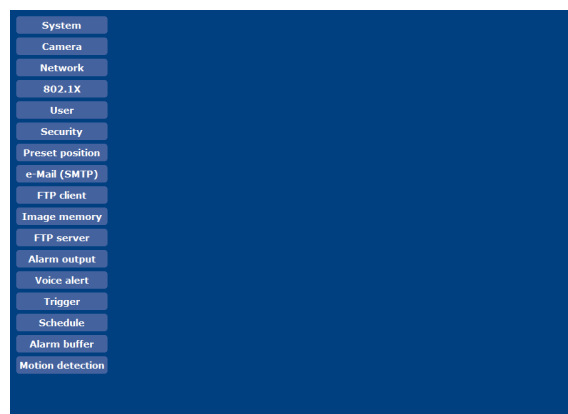 System
Camera
Network
802.1X
User
Security
Preset position
e-Mail (SMTP)
FTP client
Image memory
FTP server
Alarm output
Voice alert
Trigger
Schedule
Alarm buffer
Motion detection